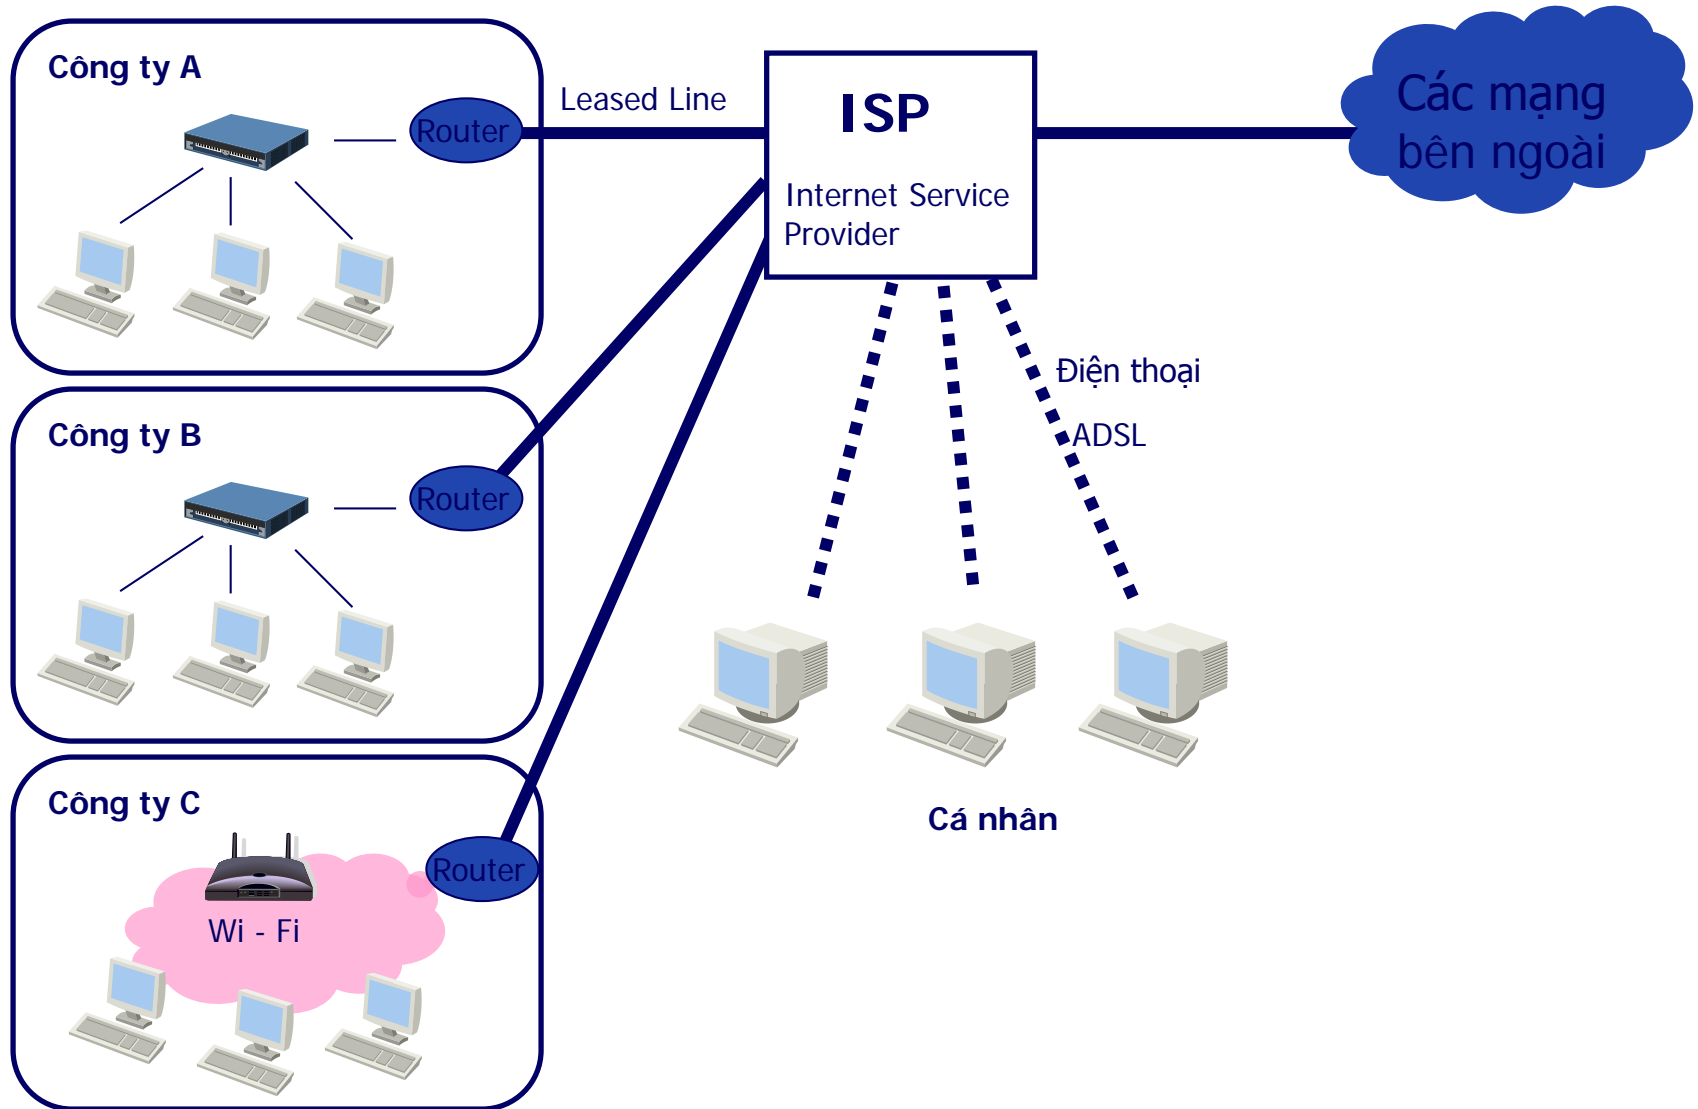 Công ty A
Router
Leased Line
ISP
Internet Service
Provider
Các mạng
bên ngoài
Công ty B
Router
Điện thoại
ADSL
Công ty C
Router
Wi - Fi
Cá nhân